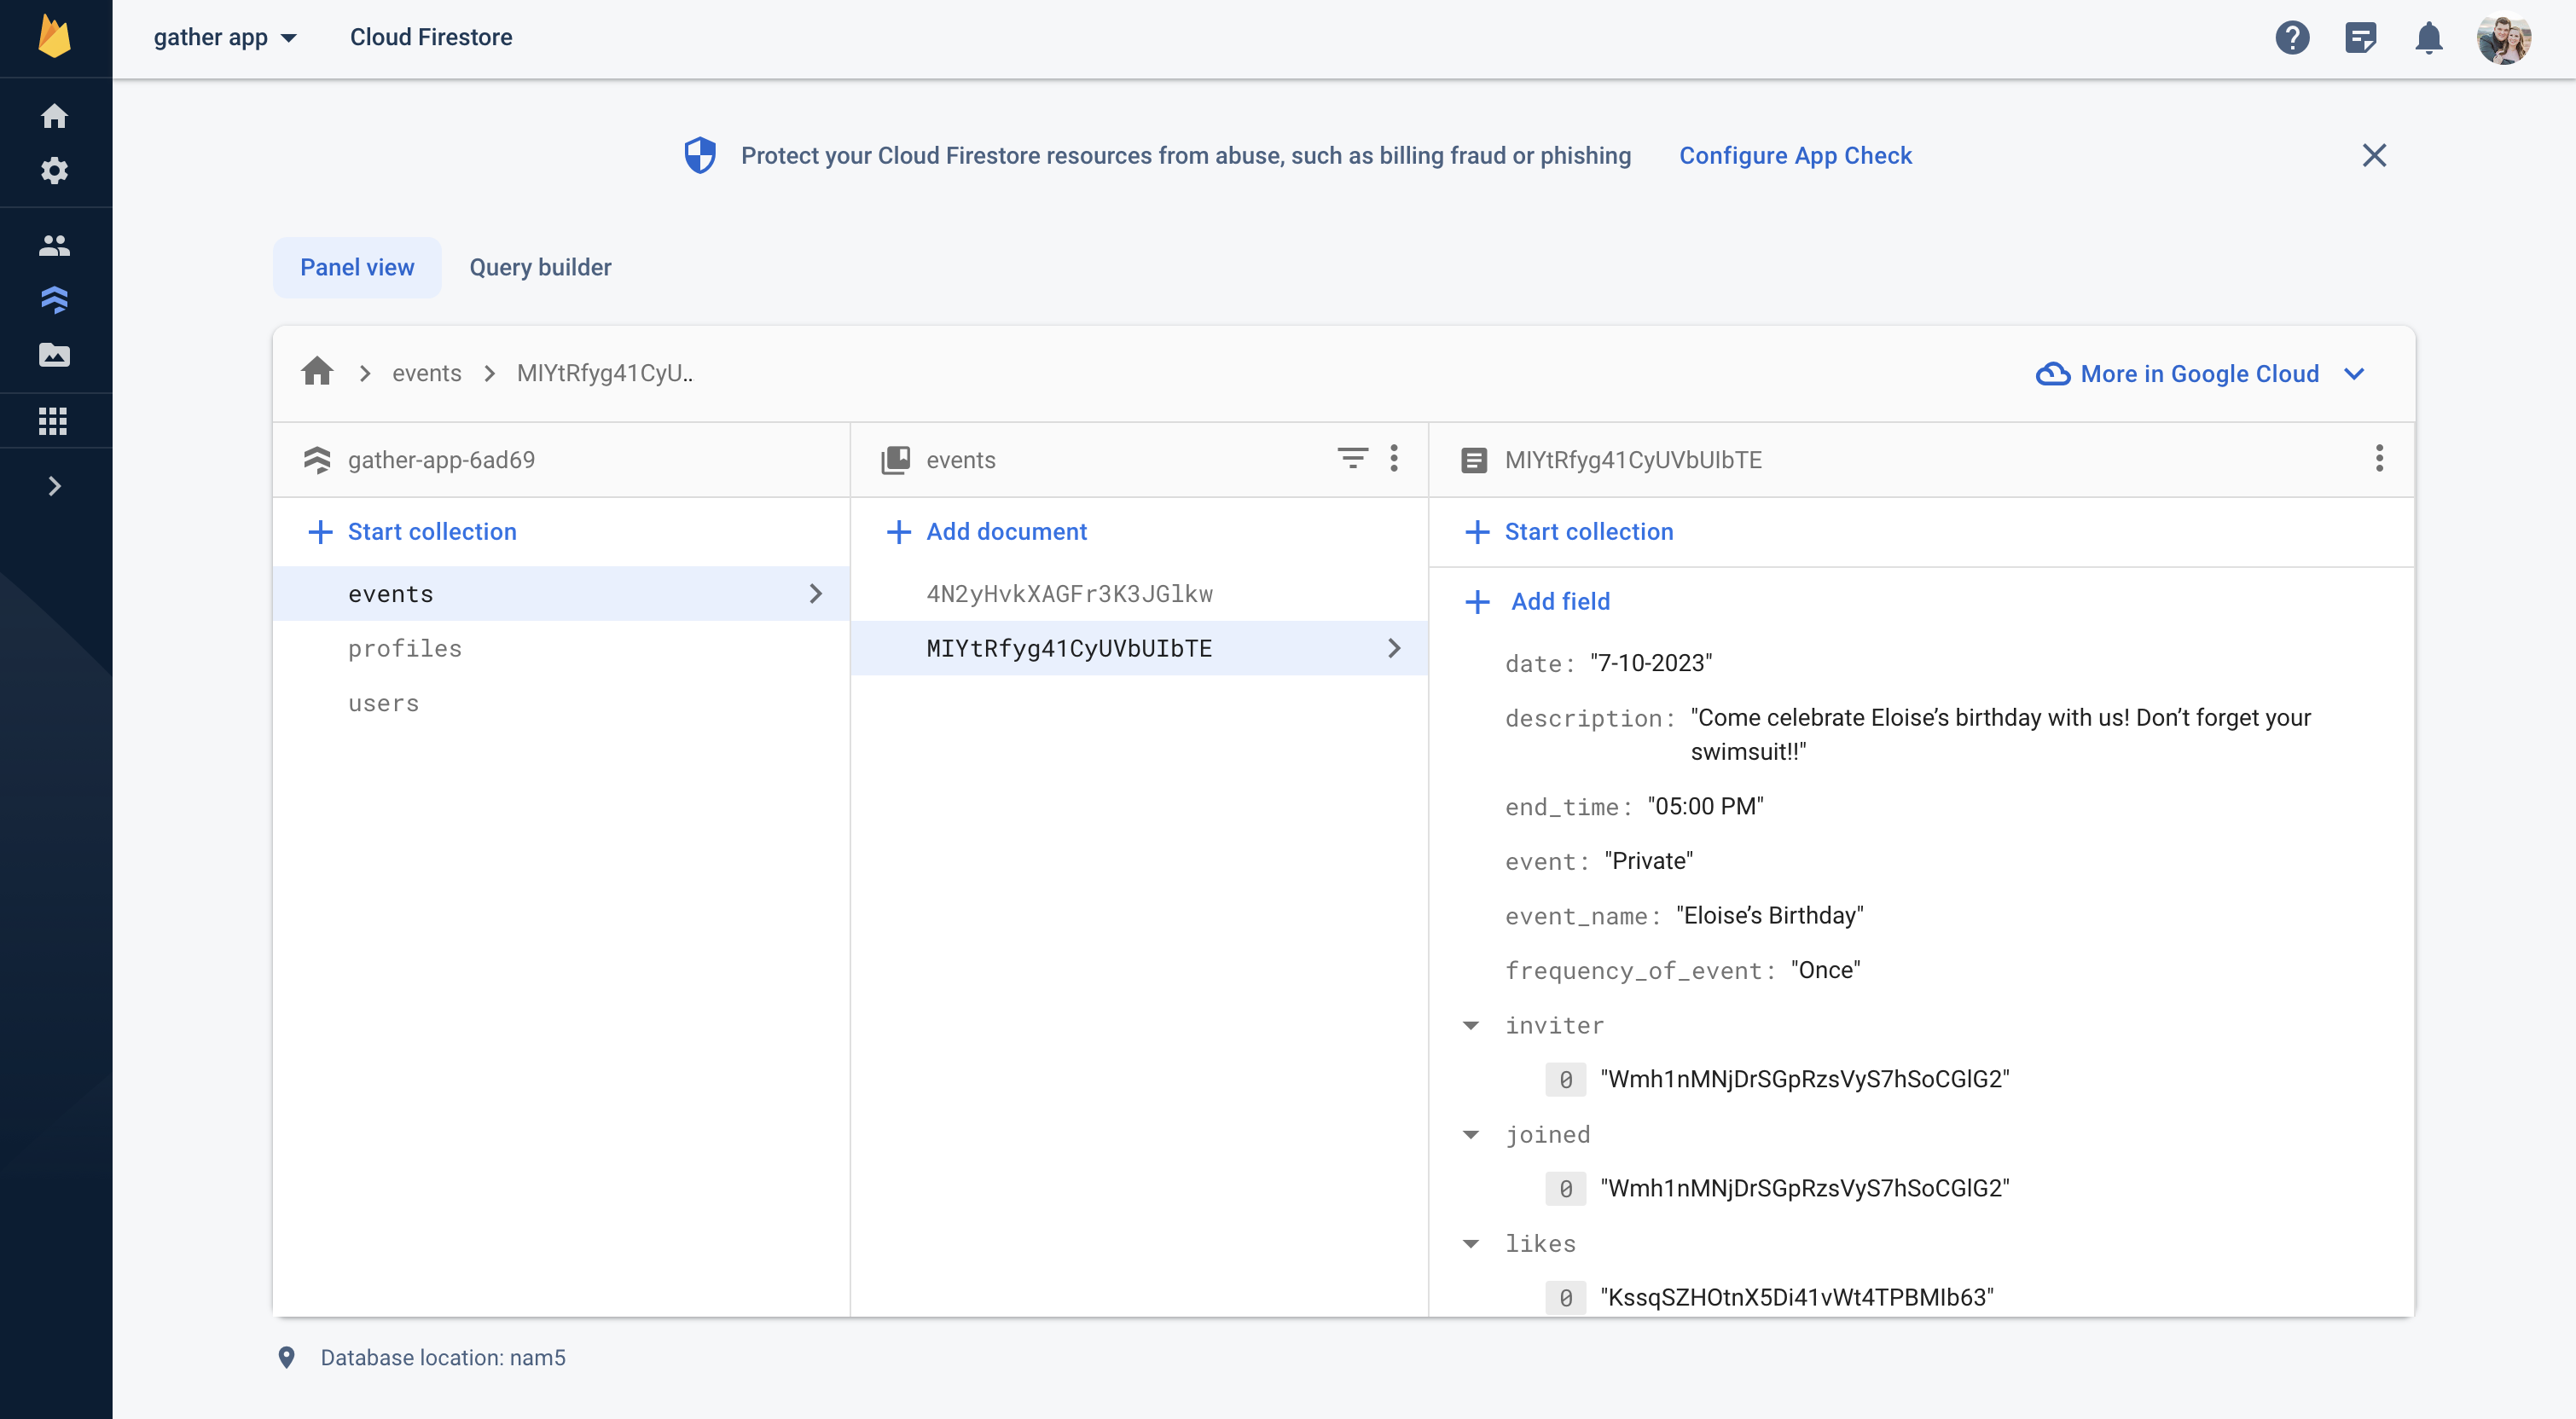 gather app
Cloud Firestore
Protect your Cloud Firestore resources from abuse, such as billing fraud or phishing
Configure App Check
Panel view
Query builder
events
MIYtRfyg41CyU..
More in Google Cloud
gather-app-6ad69
Start collection
events
profiles
users
events
Add document
4N2yHvkXAGFr3K3JGlkw
MIYtRfyg41CyUVbUIbTE
MIYtRfyg41CyUVbUIbTE
Start collection
Add field
date: "7-10-2023"
description: "Come celebrate Eloise’s birthday with us! Don’t forget your
swimsuit!!"
end_time: "05:00 PM"
event: "Private"
event_name: "Eloise’s Birthday"
frequency_of_event: "Once"
inviter
0 "Wmh1nMNjDrSGpRzsVyS7hSoCGlG2"
joined
0 "Wmh1nMNjDrSGpRzsVyS7hSoCGlG2"
likes
0 "KssqSZHOtnX5Di41vWt4TPBMIb63"
Database location: nam5